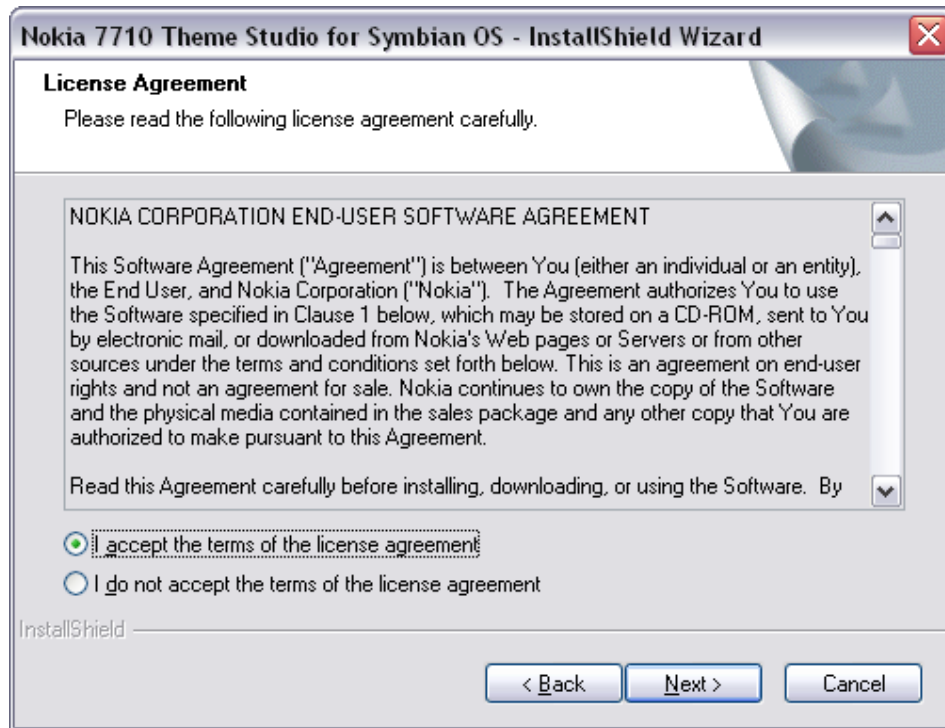 Nokia 7710 Theme Studio for Symbian OS - InstallShield Wizard
License Agreement
Please read the following license agreement carefully.
NOKIA CORPORATION END-USER SOFTWARE AGREEMENT
This Software Agreement ("Agreement") is between You (either an individual or an entity),
the End User, and Nokia Corporation ("Nokia").  The Agreement authorizes You to use
the Software specified in Clause 1 below, which may be stored on a CD-ROM, sent to You
by electronic mail, or downloaded from Nokia's Web pages or Servers or from other
sources under the terms and conditions set forth below. This is an agreement on end-user
rights and not an agreement for sale. Nokia continues to own the copy of the Software
and the physical media contained in the sales package and any other copy that You are
authorized to make pursuant to this Agreement.
Read this Agreement carefully before installing, downloading, or using the Software.  By
I accept the terms of the license agreement
I do not accept the terms of the license agreement
InstallShield
< Back
Next >
Cancel